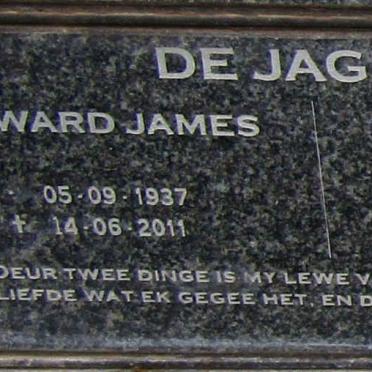 DE JAG
WARD JAMES
05-09-1937
† 14-06-2011
DEUR TWEE DINGE IS MY LEWE V
LIEFDE WAT EK GEGEE HET, EN D